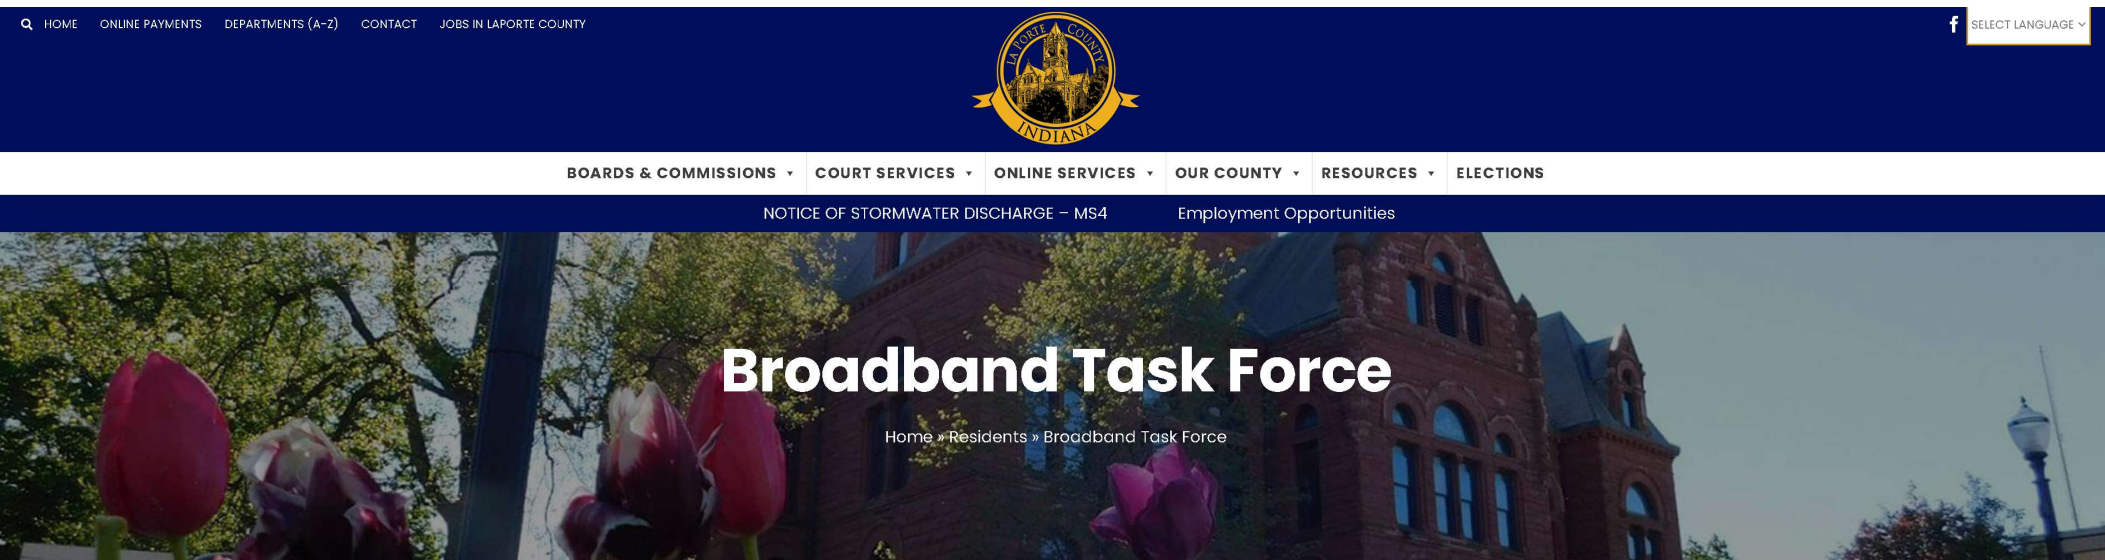 HOME ONLINE PAYMENTS DEPARTMENTS (A-Z) CONTACT JOBS IN LAPORTE COUNTY
SELECT LANGUAGE
LA PORTE COUNTY
INDIANA
BOARDS & COMMISSIONS COURT SERVICES ONLINE SERVICES OUR COUNTY RESOURCES ELECTIONS
NOTICE OF STORMWATER DISCHARGE – MS4 Employment Opportunities
Broadband Task Force
Home » Residents » Broadband Task Force